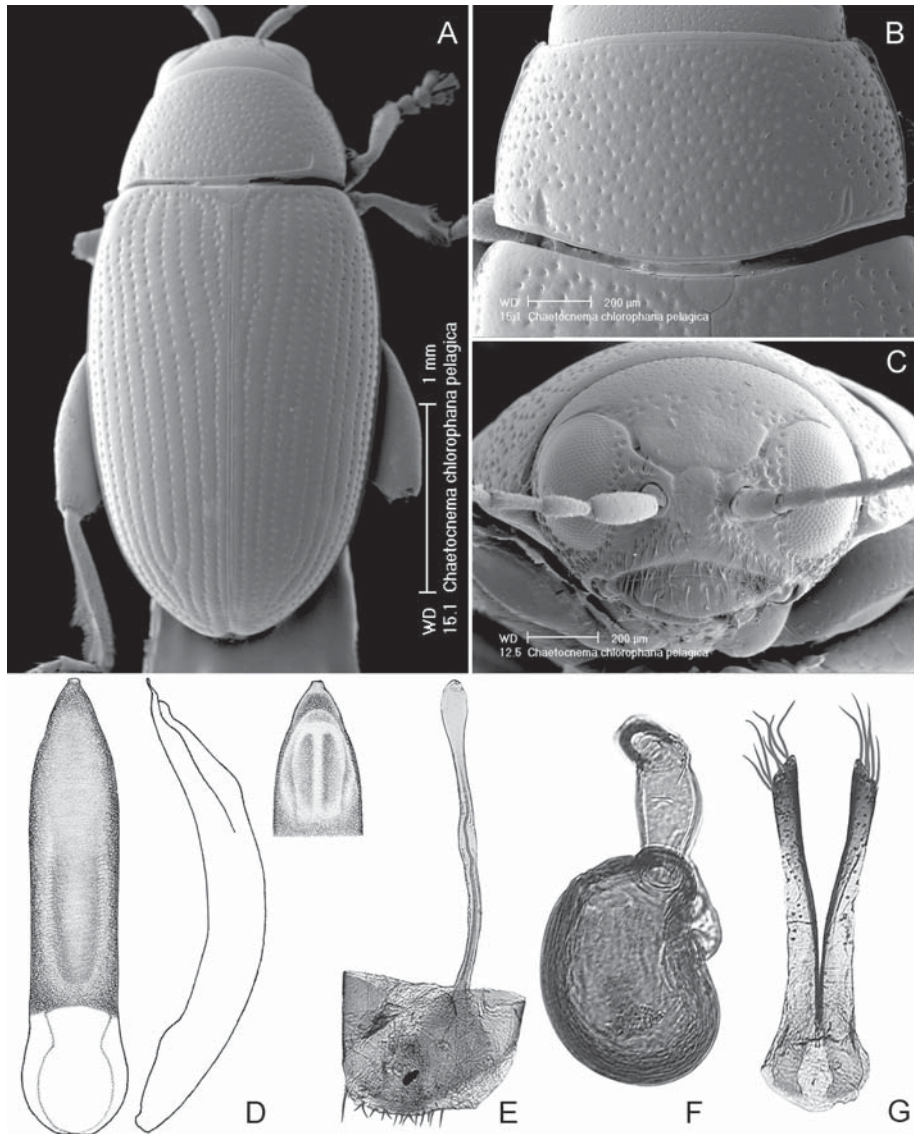 A
1 mm
WD
15.1 Chaetocnema chlorophana pelagica
B
WD 200 µm
15.1 Chaetocnema chlorophana pelagica
C
WD 200 µm
12.5 Chaetocnema chlorophana pelagica
D
E
F
G